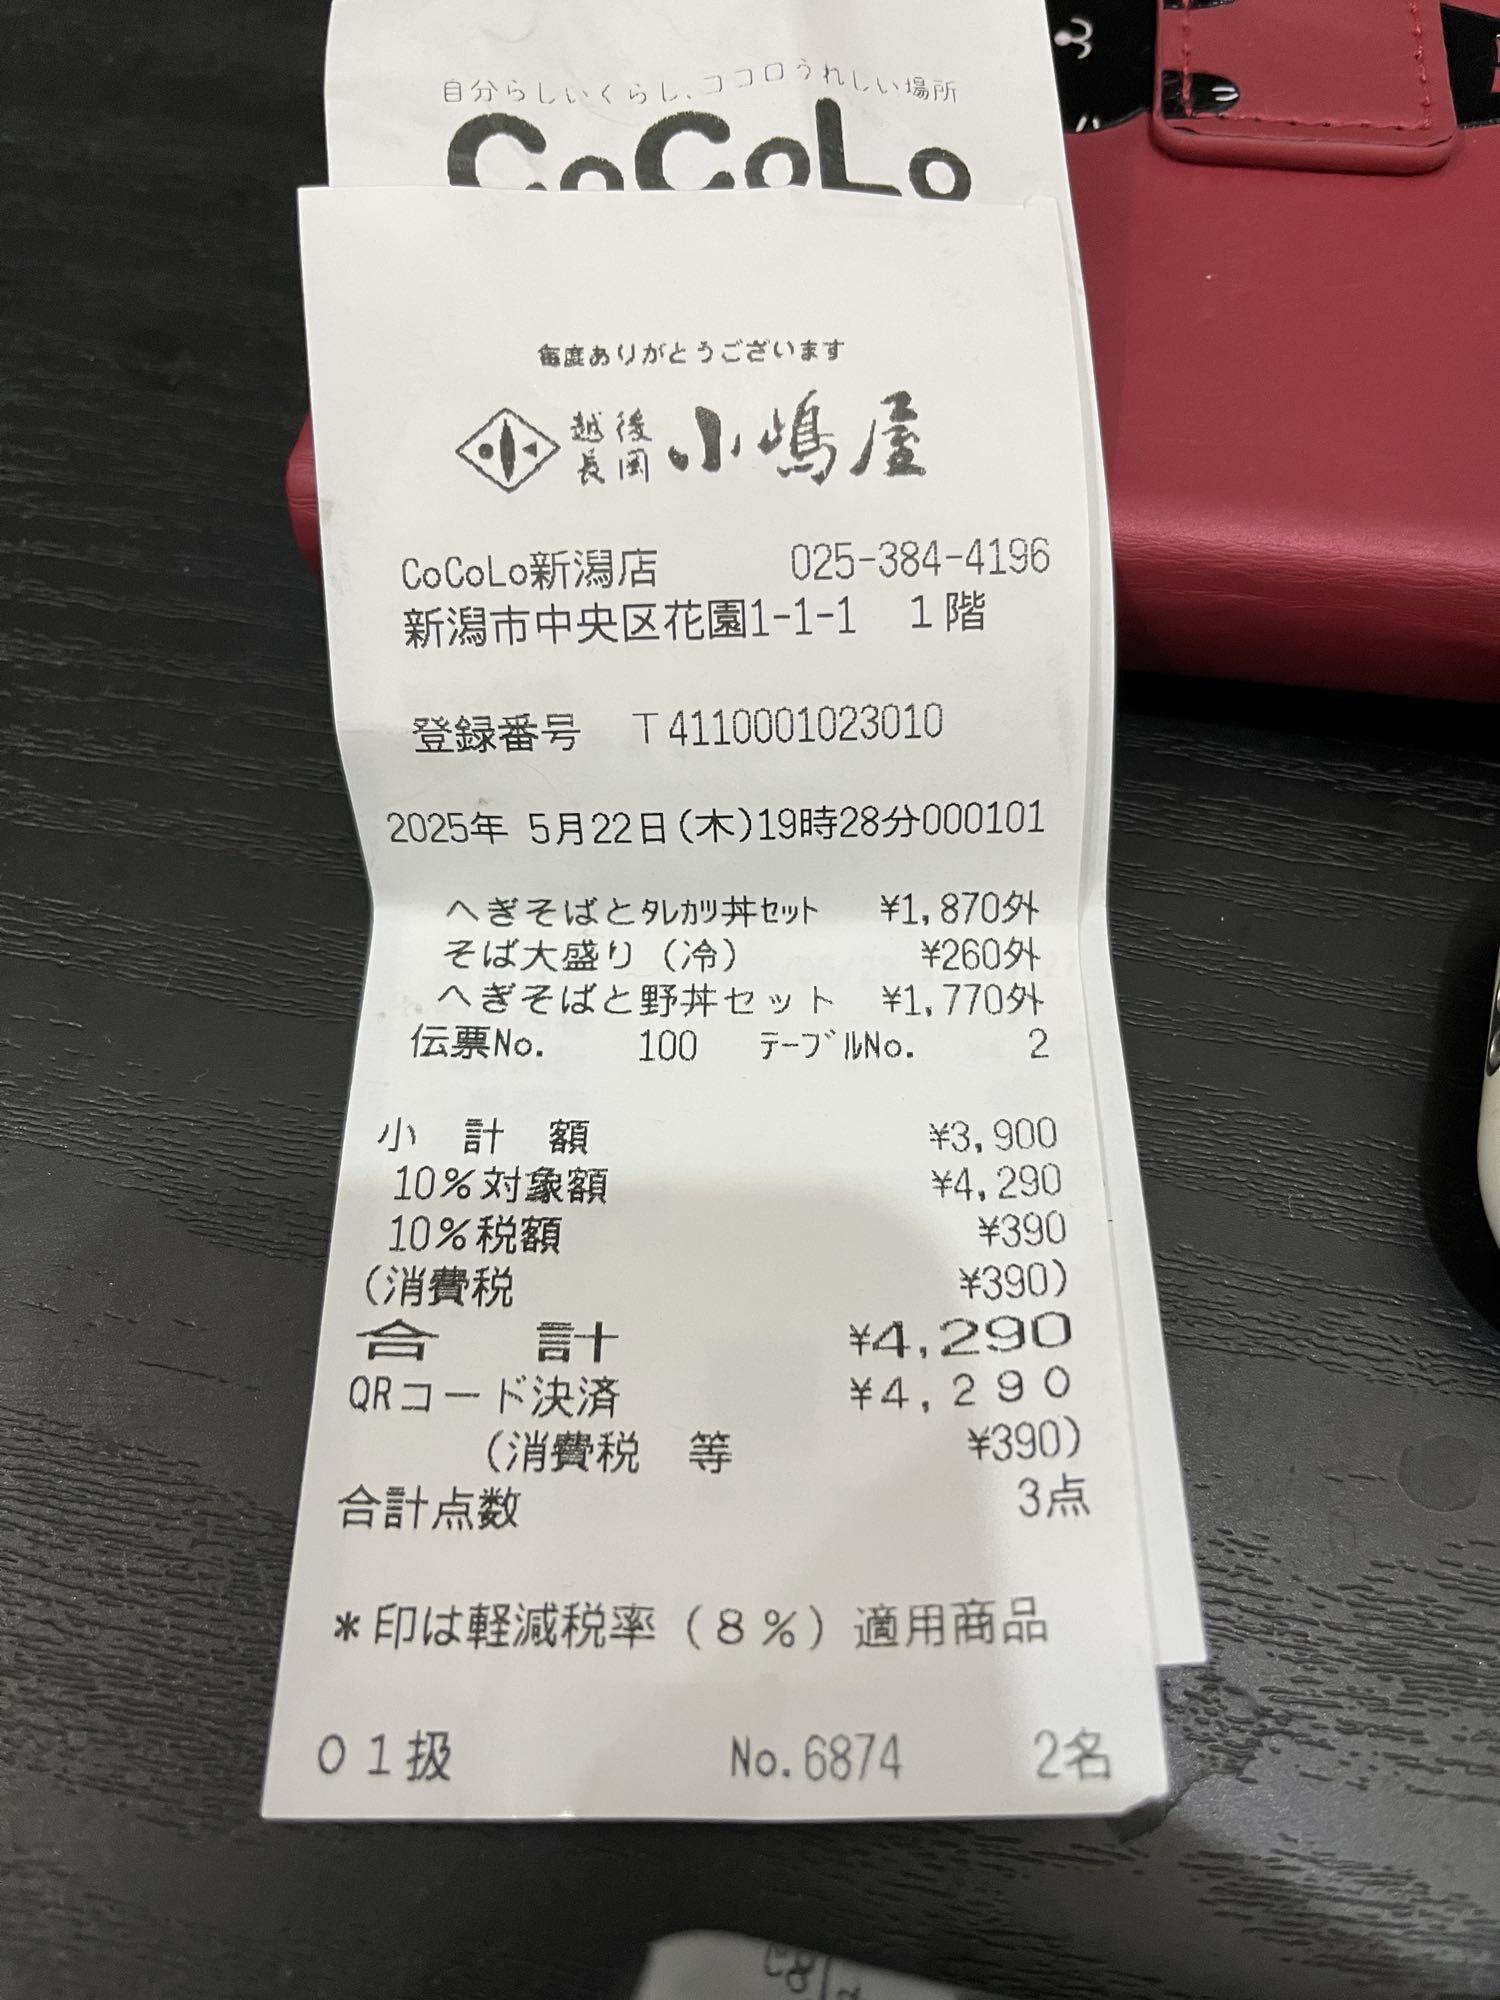 自分らしいくらし、ココロうれしい場所
CoCoLo
毎度ありがとうございます
越後長岡 小嶋屋
CoCoLo新潟店 025-384-4196
新潟市中央区花園1-1-1 1階
登録番号 T4110001023010
2025年 5月22日(木)19時28分000101
へぎそばとタレカツ丼セット ¥1,870外
そば大盛り（冷） ¥260外
へぎそばと野丼セット ¥1,770外
伝票No. 100 テーブルNo. 2
小計額 ¥3,900
10%対象額 ¥4,290
10%税額 ¥390
(消費税 ¥390)
合計 ¥4,290
QRコード決済 ¥4,290
(消費税 等 ¥390)
合計点数 3点
＊印は軽減税率（８％）適用商品
０１扱 No.6874 2名